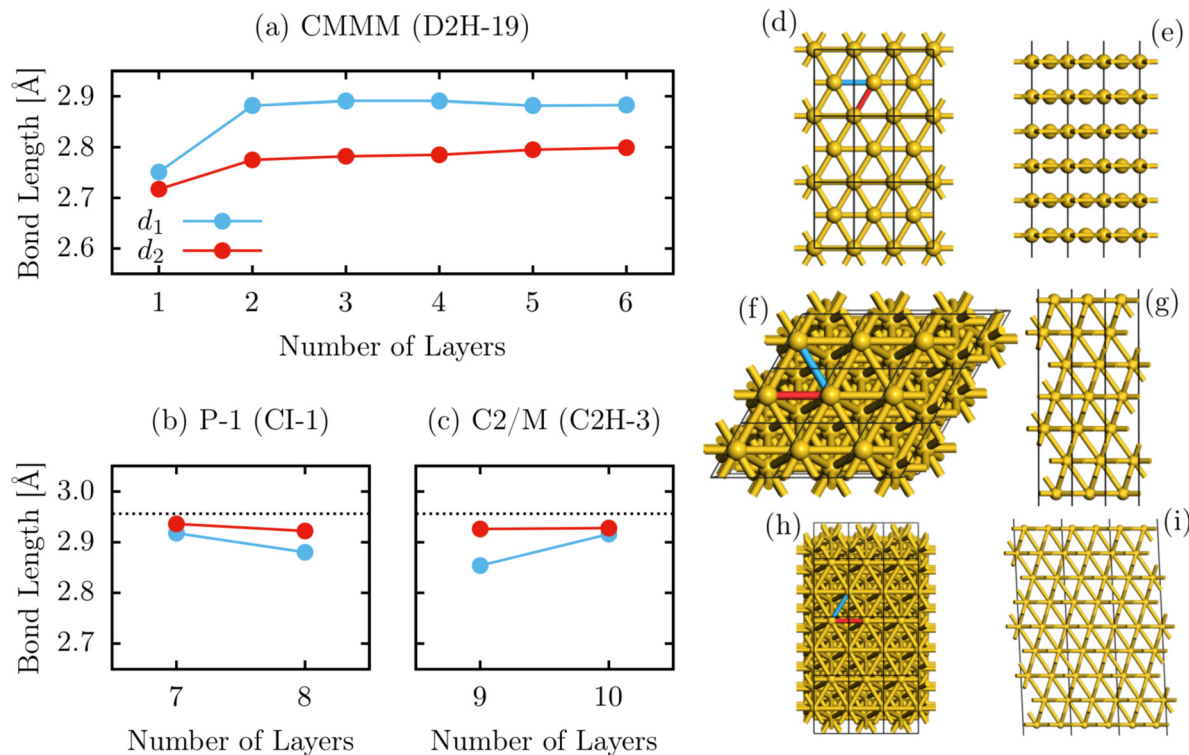 (a) CMMM (D2H-19)
Bond Length [Å]
2.9
2.8
2.7
2.6
d₁
d₂
1 2 3 4 5 6
Number of Layers
(b) P-1 (CI-1)
(c) C2/M (C2H-3)
Bond Length [Å]
3.0
2.9
2.8
2.7
7 8
9 10
Number of Layers
Number of Layers
(d)
(e)
(f)
(g)
(h)
(i)